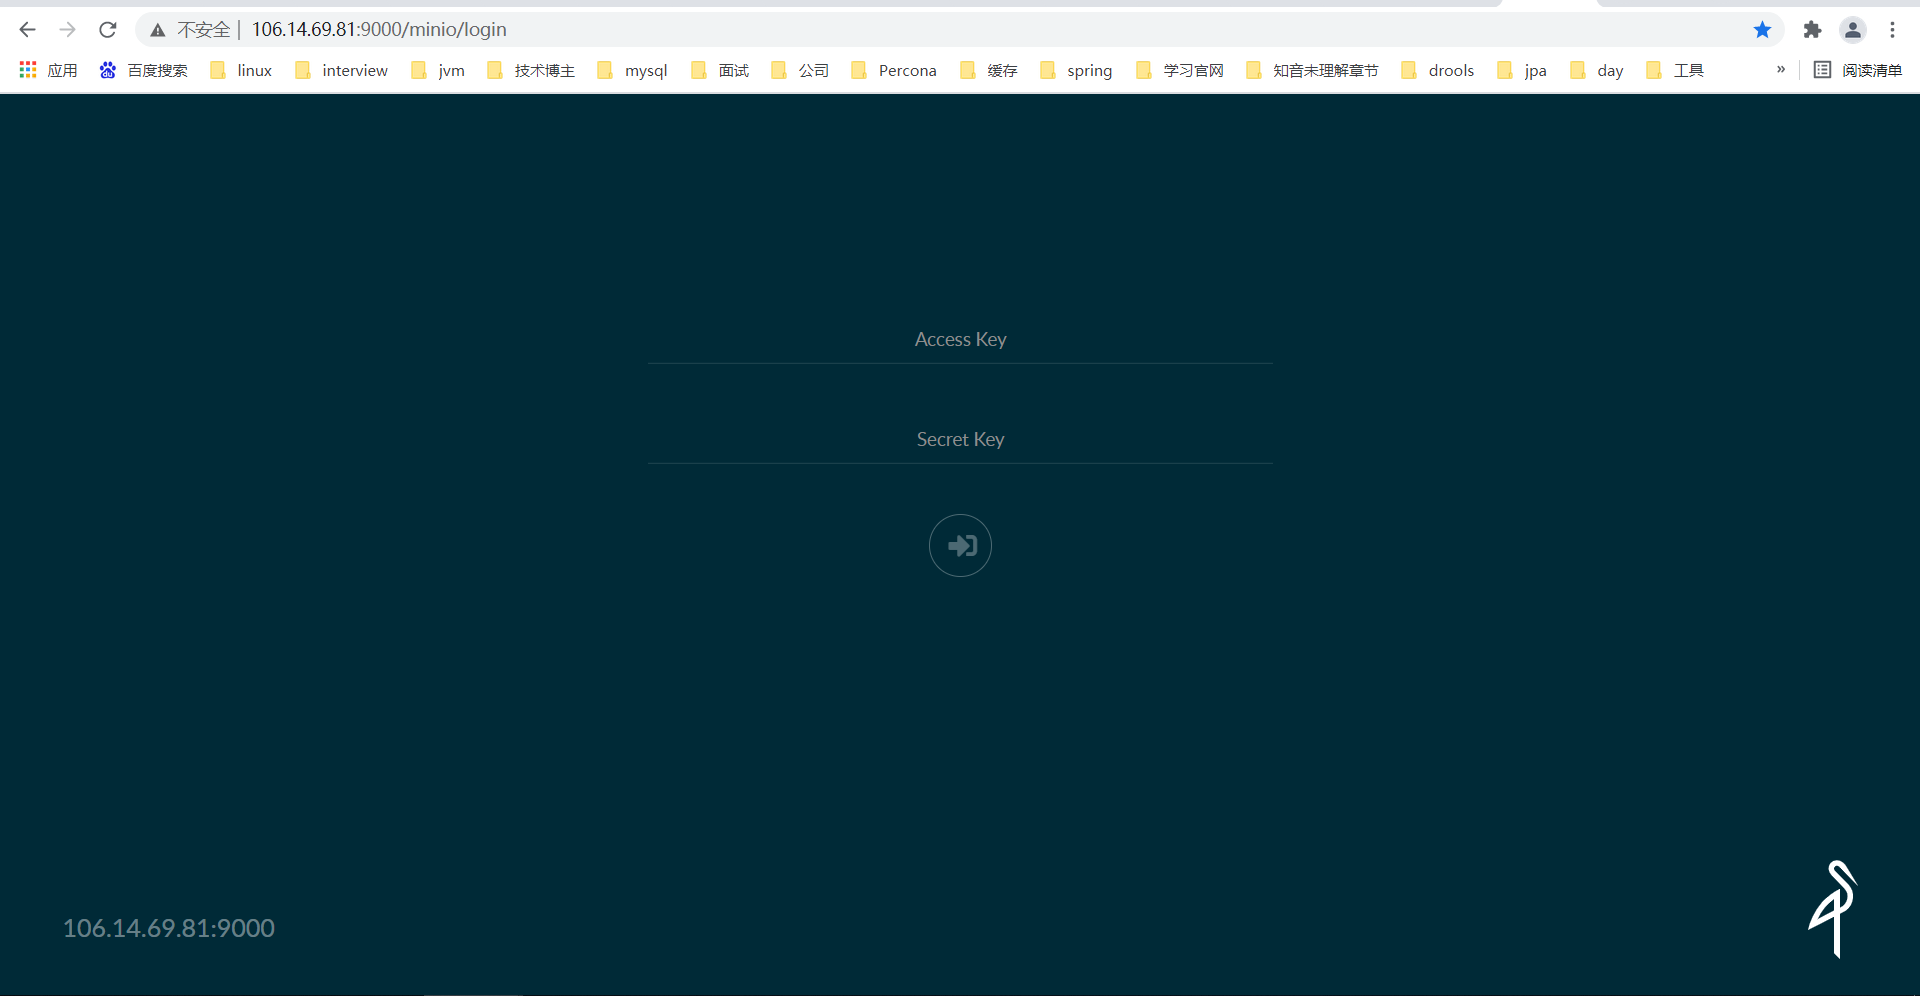 不安全 | 106.14.69.81:9000/minio/login
应用 百度搜索 linux interview jvm 技术博主 mysql 面试 公司 Percona 缓存 spring 学习官网 知音未理解章节 drools jpa day 工具 » 阅读清单
Access Key
Secret Key
106.14.69.81:9000